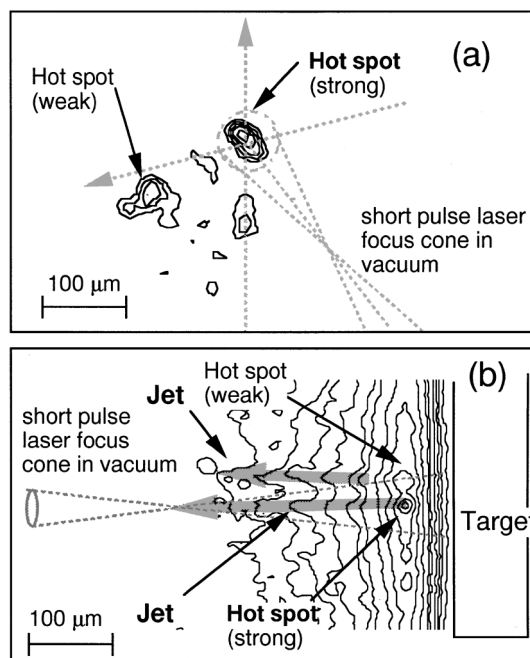 (a)
Hot spot
(strong)
Hot spot
(weak)
short pulse laser
focus cone in
vacuum
100 µm
(b)
Hot spot
(weak)
Jet
short pulse
laser focus
cone in vacuum
Target
Jet
Hot spot
(strong)
100 µm